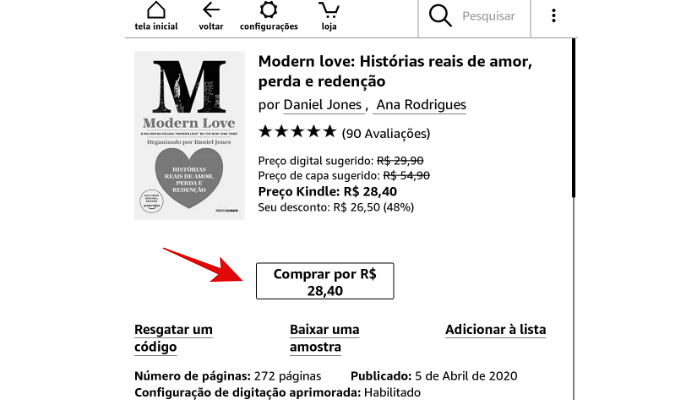 tela inicial
voltar
configurações
loja
Pesquisar
Modern love: Histórias reais de amor,
perda e redenção
por Daniel Jones , Ana Rodrigues
(90 Avaliações)
Preço digital sugerido: R$ 29,90
Preço de capa sugerido: R$ 54,90
Preço Kindle: R$ 28,40
Seu desconto: R$ 26,50 (48%)
M
Modern Love
Organizado por Daniel Jones
HISTÓRIAS
REAIS DE AMOR,
PERDA E
REDENÇÃO
Comprar por R$
28,40
Resgatar um
código
Baixar uma
amostra
Adicionar à lista
Número de páginas: 272 páginas
Publicado: 5 de Abril de 2020
Configuração de digitação aprimorada: Habilitado